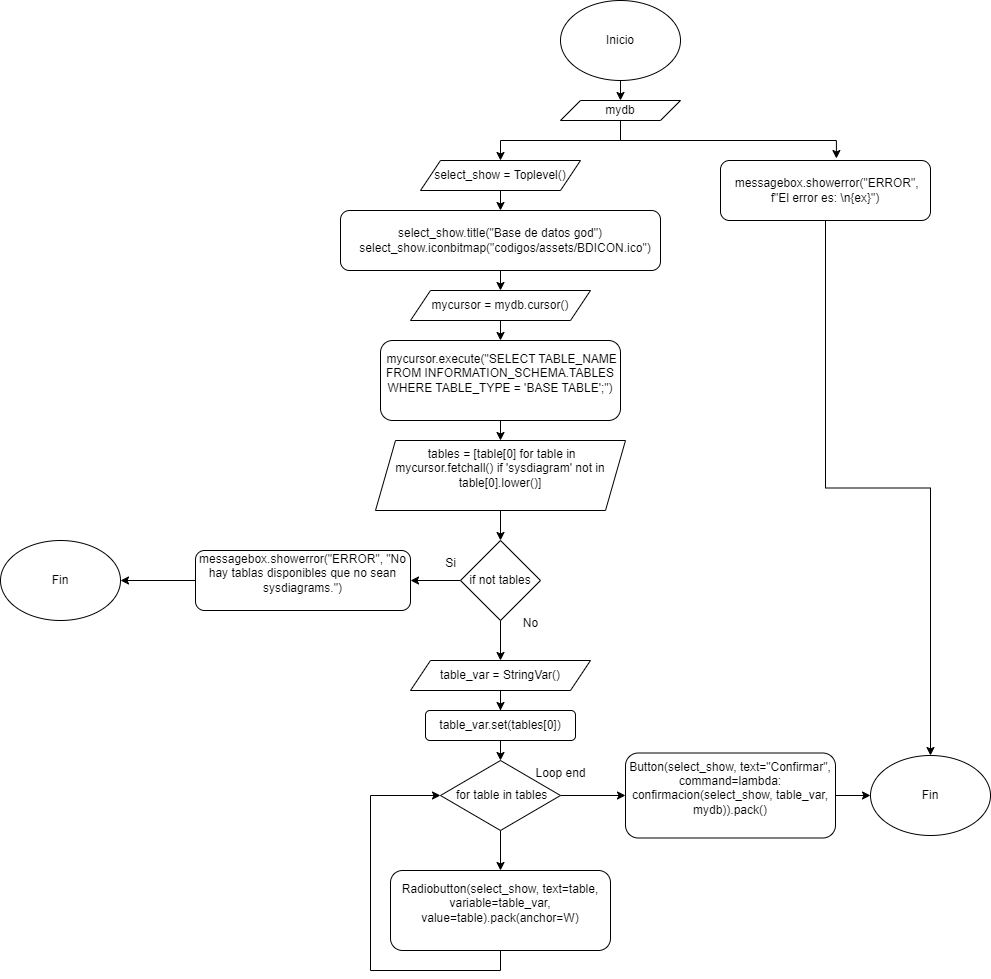 Inicio
mydb
select_show = Toplevel()
messagebox.showerror("ERROR",
f"El error es: \n{ex}")
select_show.title("Base de datos god")
select_show.iconbitmap("codigos/assets/BDICON.ico")
mycursor = mydb.cursor()
mycursor.execute("SELECT TABLE_NAME
FROM INFORMATION_SCHEMA.TABLES
WHERE TABLE_TYPE = 'BASE TABLE';")
tables = [table[0] for table in
mycursor.fetchall() if 'sysdiagram' not in
table[0].lower()]
Si
if not tables
messagebox.showerror("ERROR", "No
hay tablas disponibles que no sean
sysdiagrams.")
Fin
No
table_var = StringVar()
table_var.set(tables[0])
Loop end
for table in tables
Button(select_show, text="Confirmar",
command=lambda:
confirmacion(select_show, table_var,
mydb)).pack()
Fin
Radiobutton(select_show, text=table,
variable=table_var,
value=table).pack(anchor=W)